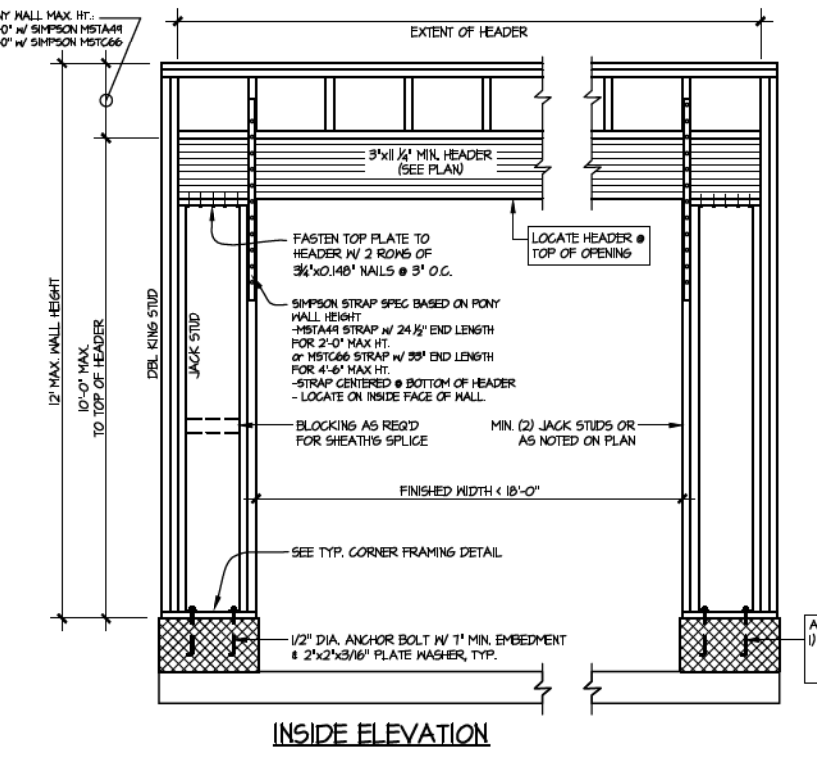 WALL MAX. HT.:
W/ SIMPSON MSTA49
W/ SIMPSON MSTC66
EXTENT OF HEADER
3"x11 1/4" MIN. HEADER
(SEE PLAN)
FASTEN TOP PLATE TO
HEADER W/ 2 ROWS OF
3 1/4"x0.148" NAILS @ 3" O.C.
LOCATE HEADER @
TOP OF OPENING
SIMPSON STRAP SPEC BASED ON PONY
WALL HEIGHT
-MSTA49 STRAP W/ 24 1/2" END LENGTH
FOR 2'-0" MAX HT.
or MSTC66 STRAP W/ 33" END LENGTH
FOR 4'-6" MAX HT.
-STRAP CENTERED @ BOTTOM OF HEADER
- LOCATE ON INSIDE FACE OF WALL.
12' MAX. WALL HEIGHT
10'-0" MAX.
TO TOP OF HEADER
DBL KING STUD
JACK STUD
BLOCKING AS REQ'D
FOR SHEATH'G SPLICE
MIN. (2) JACK STUDS OR
AS NOTED ON PLAN
FINISHED WIDTH < 18'-0"
SEE TYP. CORNER FRAMING DETAIL
1/2" DIA. ANCHOR BOLT W/ 7" MIN. EMBEDMENT
& 2"x2"x3/16" PLATE WASHER, TYP.
A
1)
INSIDE ELEVATION